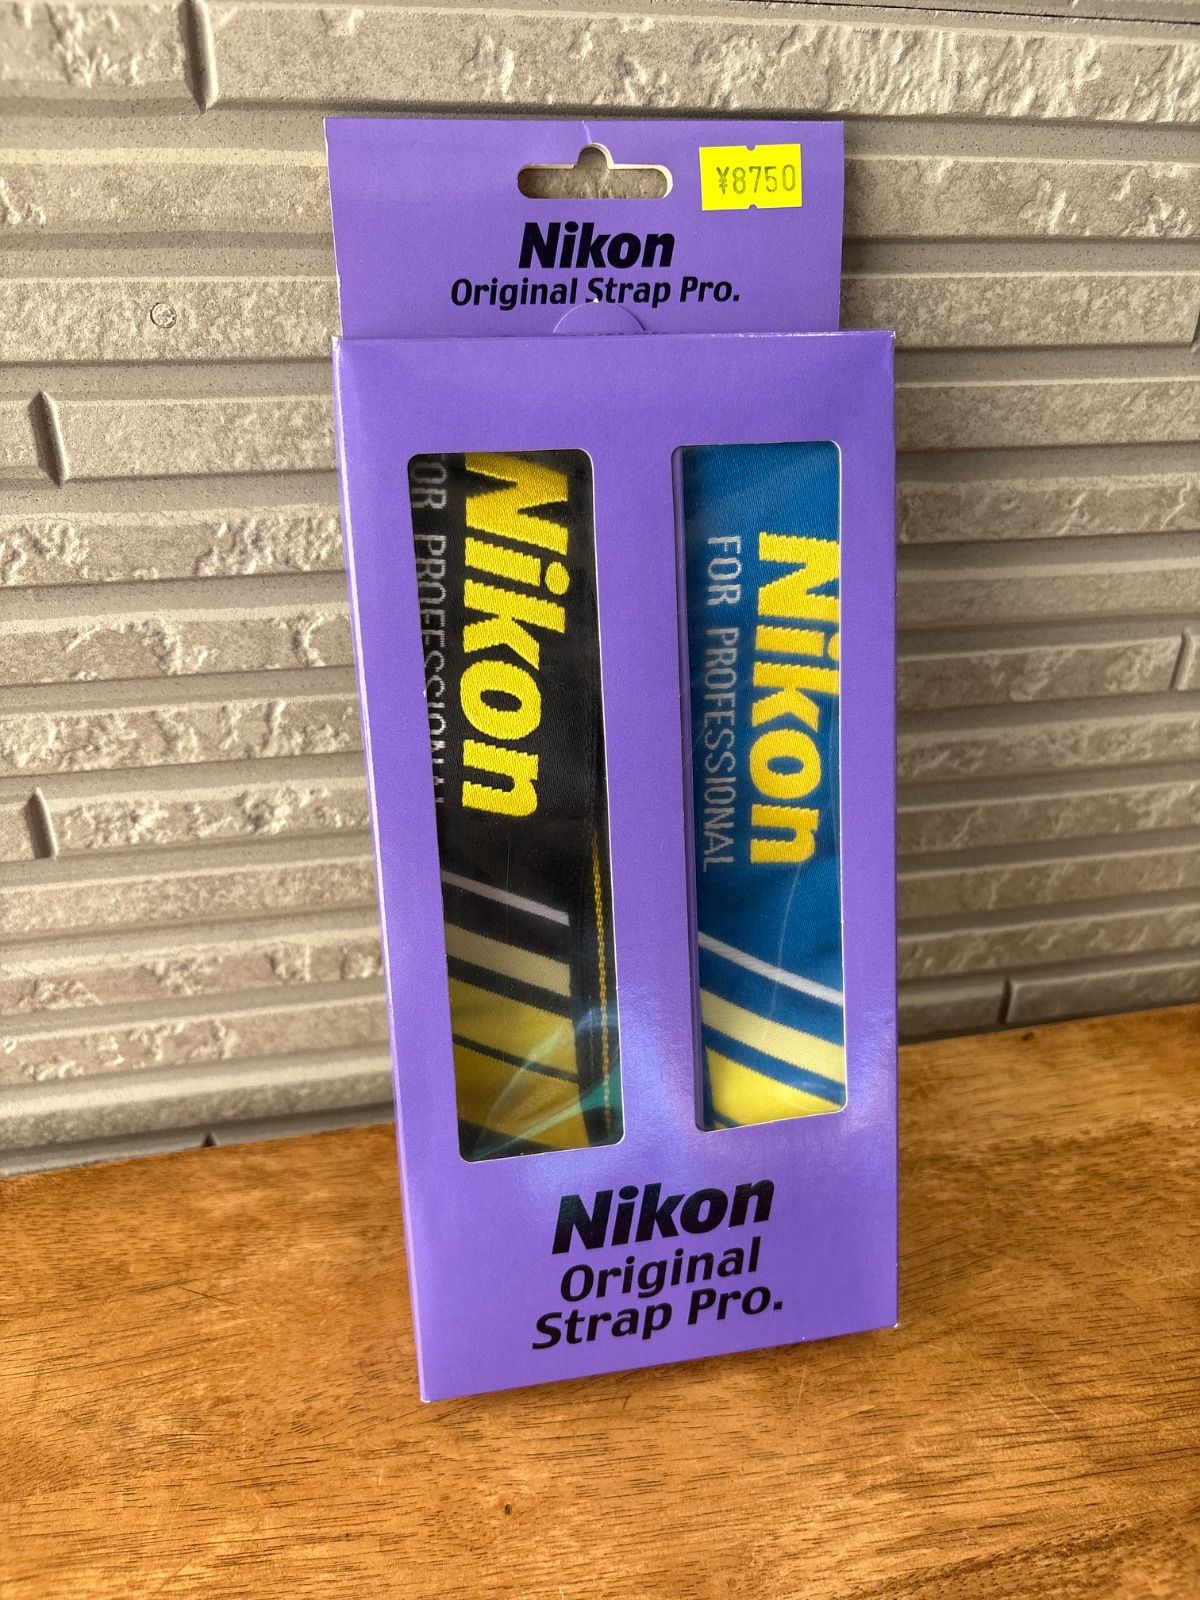 ¥8750
Nikon
Original Strap Pro.
Nikon
FOR PROFESSIONAL
Nikon
FOR PROFESSIONAL
Nikon
Original
Strap Pro.